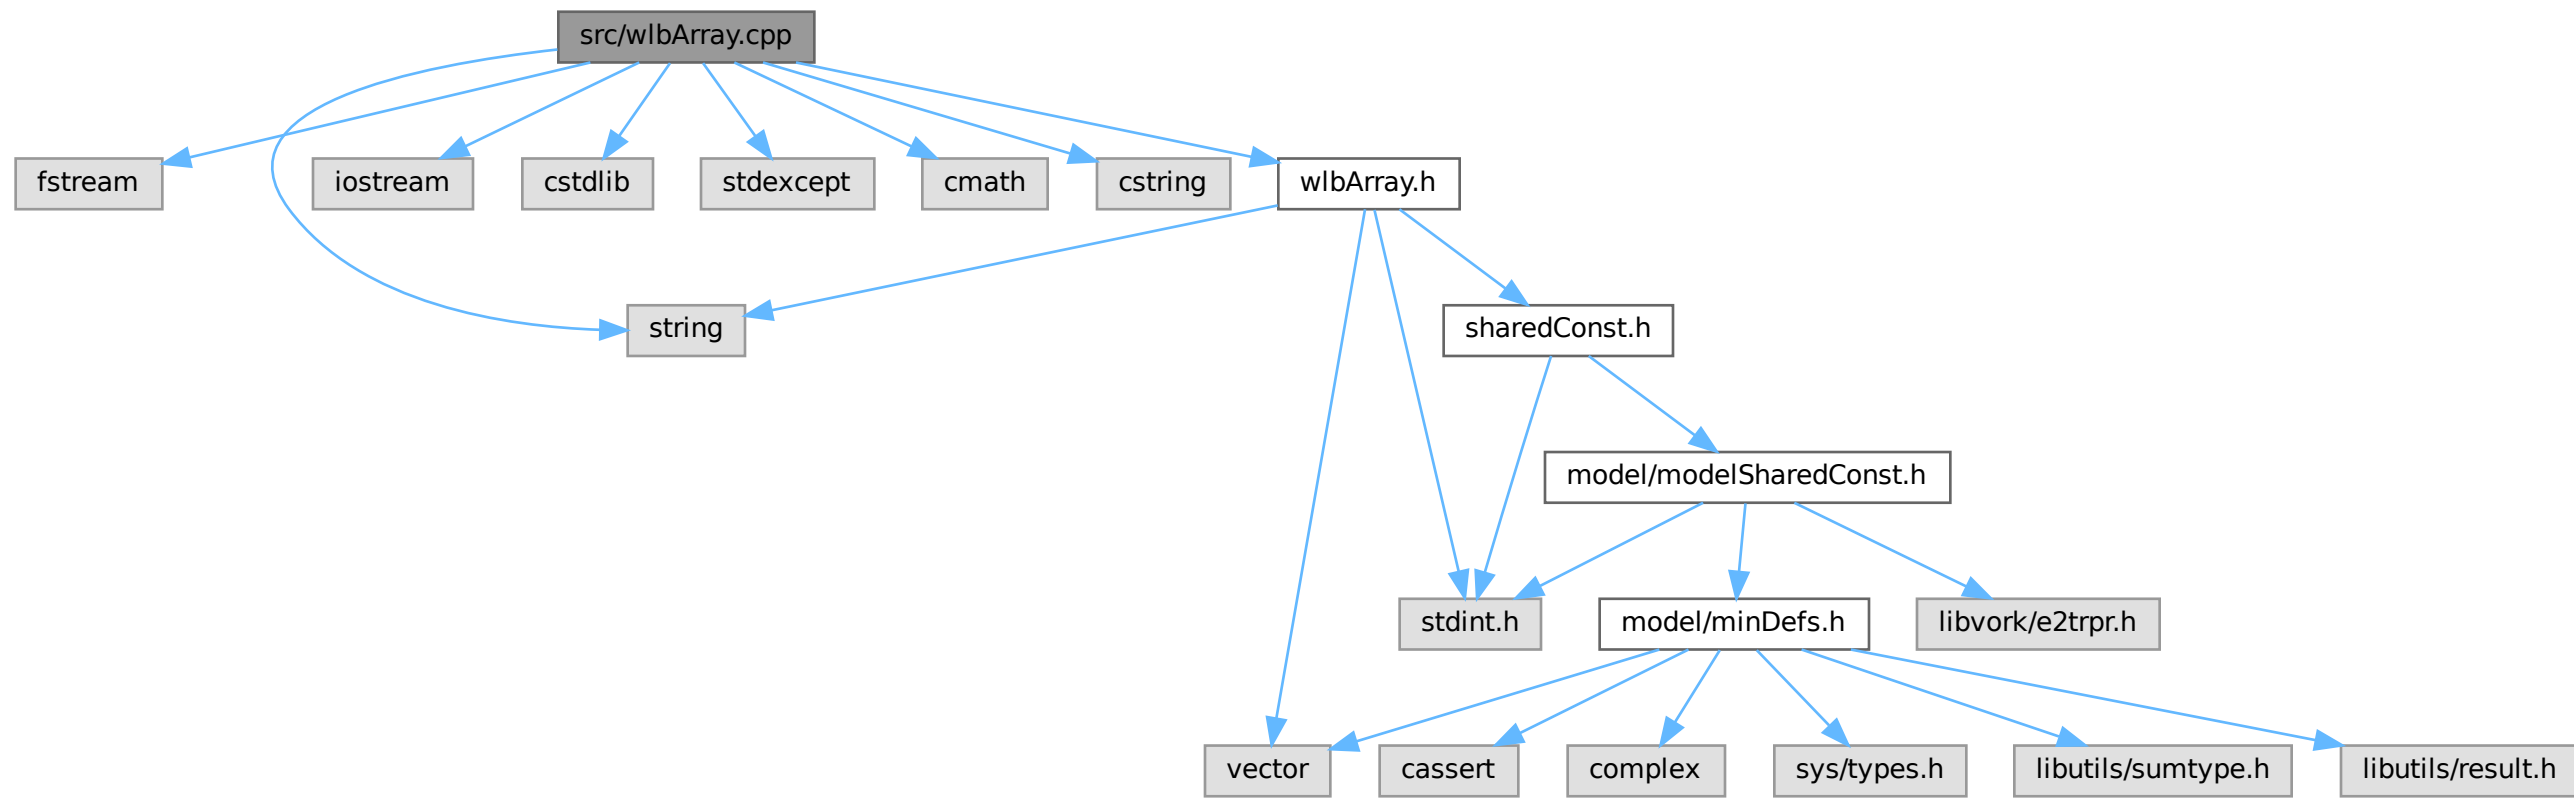 src/wlbArray.cpp
fstream
iostream
cstdlib
stdexcept
cmath
cstring
wlbArray.h
string
sharedConst.h
model/modelSharedConst.h
stdint.h
model/minDefs.h
libvork/e2trpr.h
vector
cassert
complex
sys/types.h
libutils/sumtype.h
libutils/result.h